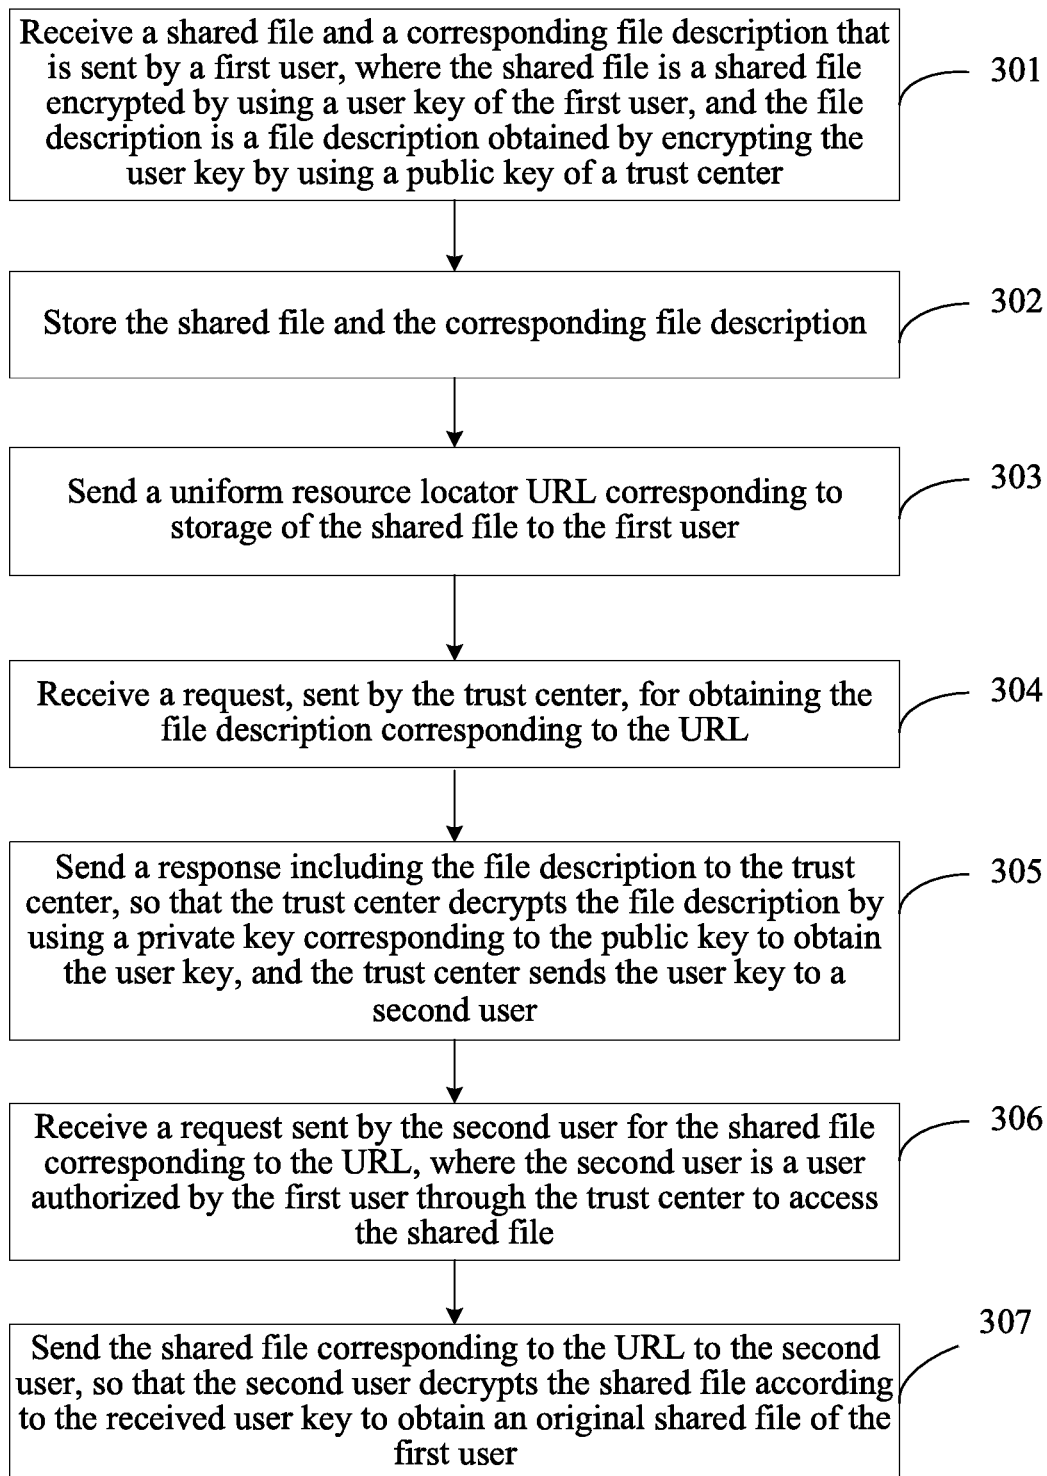 Receive a shared file and a corresponding file description that
is sent by a first user, where the shared file is a shared file
encrypted by using a user key of the first user, and the file
description is a file description obtained by encrypting the
user key by using a public key of a trust center
301
Store the shared file and the corresponding file description
302
Send a uniform resource locator URL corresponding to
storage of the shared file to the first user
303
Receive a request, sent by the trust center, for obtaining the
file description corresponding to the URL
304
Send a response including the file description to the trust
center, so that the trust center decrypts the file description by
using a private key corresponding to the public key to obtain
the user key, and the trust center sends the user key to a
second user
305
Receive a request sent by the second user for the shared file
corresponding to the URL, where the second user is a user
authorized by the first user through the trust center to access
the shared file
306
Send the shared file corresponding to the URL to the second
user, so that the second user decrypts the shared file according
to the received user key to obtain an original shared file of the
first user
307